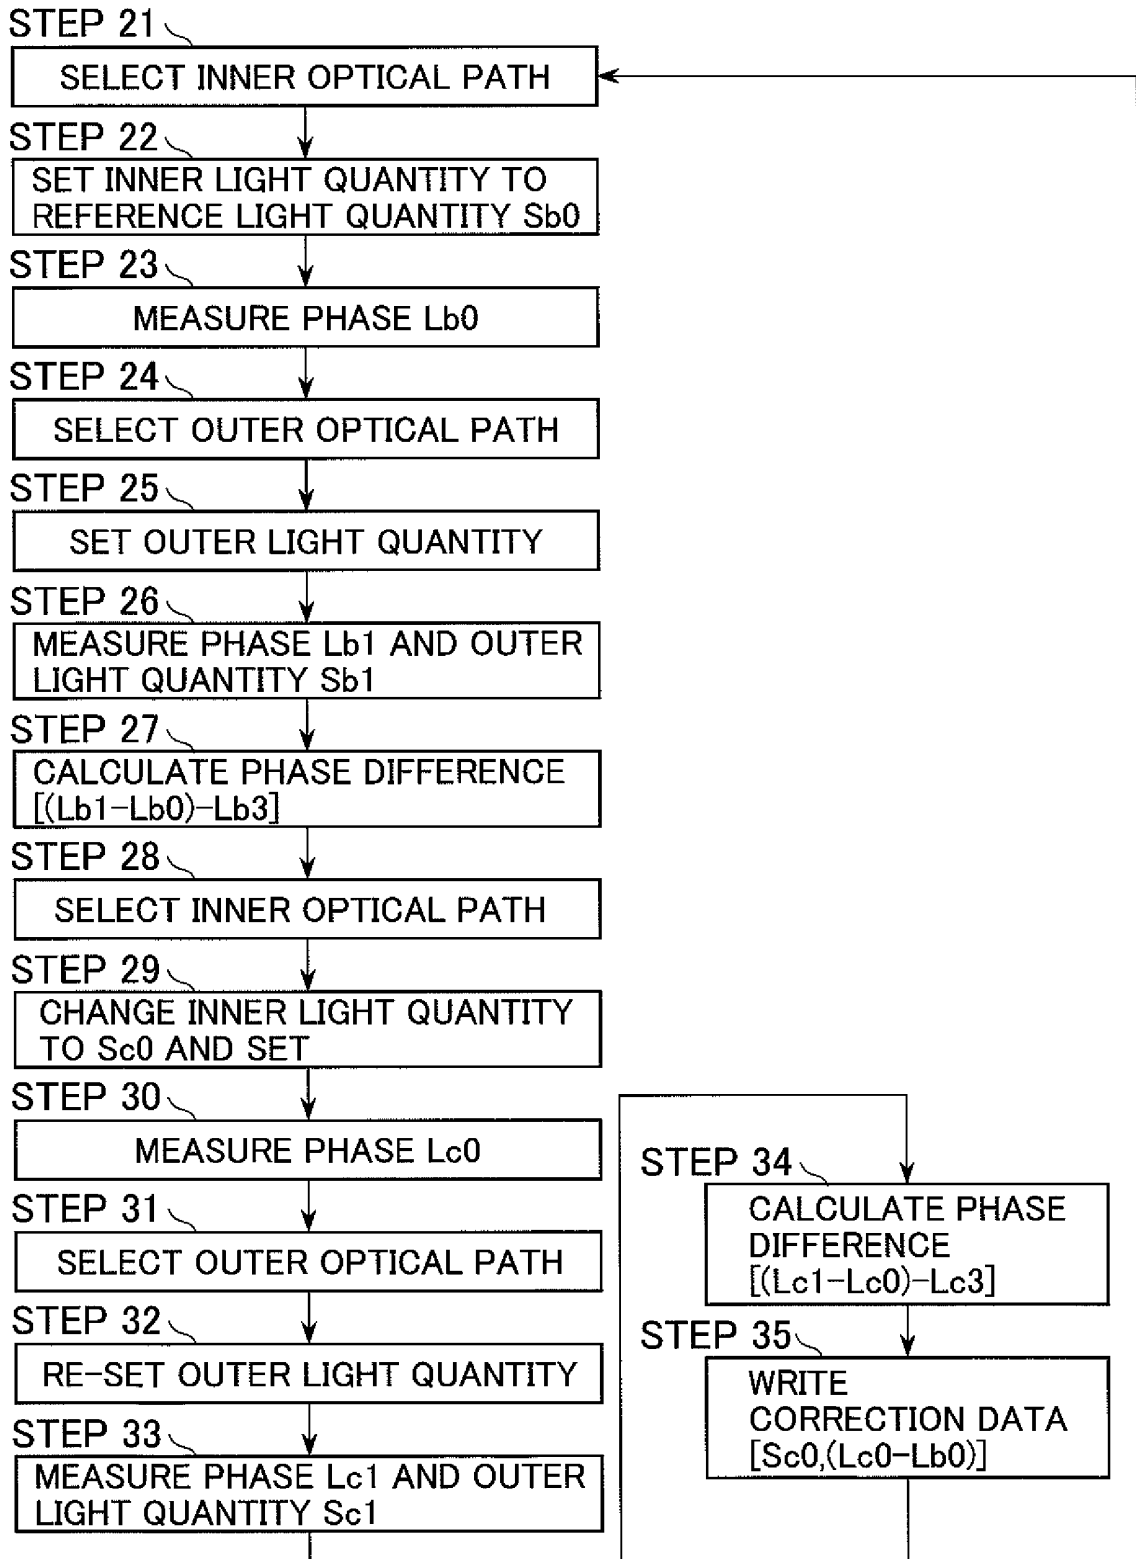 STEP 21
SELECT INNER OPTICAL PATH
STEP 22
SET INNER LIGHT QUANTITY TO
REFERENCE LIGHT QUANTITY Sb0
STEP 23
MEASURE PHASE Lb0
STEP 24
SELECT OUTER OPTICAL PATH
STEP 25
SET OUTER LIGHT QUANTITY
STEP 26
MEASURE PHASE Lb1 AND OUTER
LIGHT QUANTITY Sb1
STEP 27
CALCULATE PHASE DIFFERENCE
[(Lb1-Lb0)-Lb3]
STEP 28
SELECT INNER OPTICAL PATH
STEP 29
CHANGE INNER LIGHT QUANTITY
TO Sc0 AND SET
STEP 30
MEASURE PHASE Lc0
STEP 31
SELECT OUTER OPTICAL PATH
STEP 32
RE-SET OUTER LIGHT QUANTITY
STEP 33
MEASURE PHASE Lc1 AND OUTER
LIGHT QUANTITY Sc1
STEP 34
CALCULATE PHASE
DIFFERENCE
[(Lc1-Lc0)-Lc3]
STEP 35
WRITE
CORRECTION DATA
[Sc0,(Lc0-Lb0)]